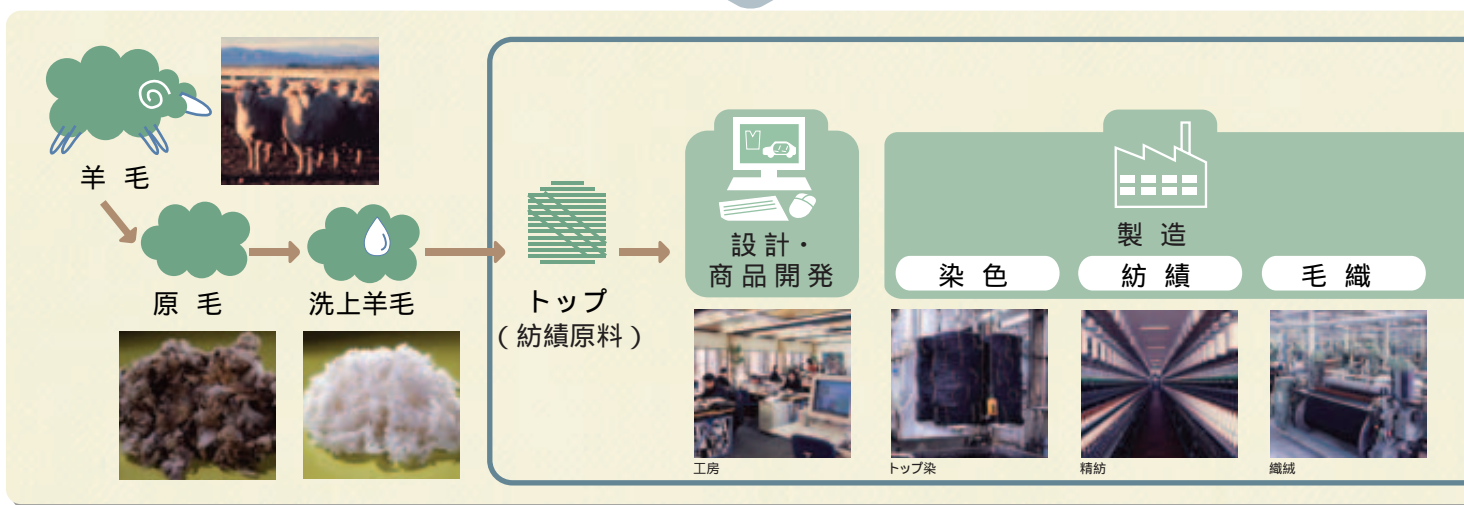 羊毛
原毛
洗上羊毛
トップ
(紡績原料)
設計・
商品開発
製造
染色
紡績
毛織
工房
トップ染
精紡
織絨